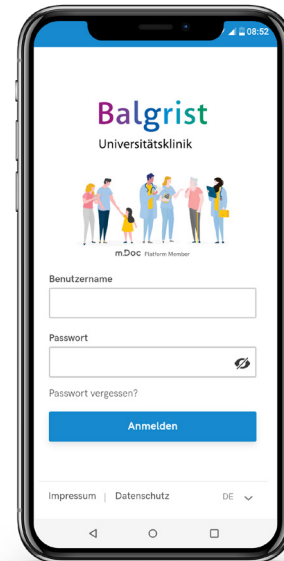 08:52
Balgrist
Universitätsklinik
m.Doc Platform Member
Benutzername
Passwort
Passwort vergessen?
Anmelden
Impressum | Datenschutz DE